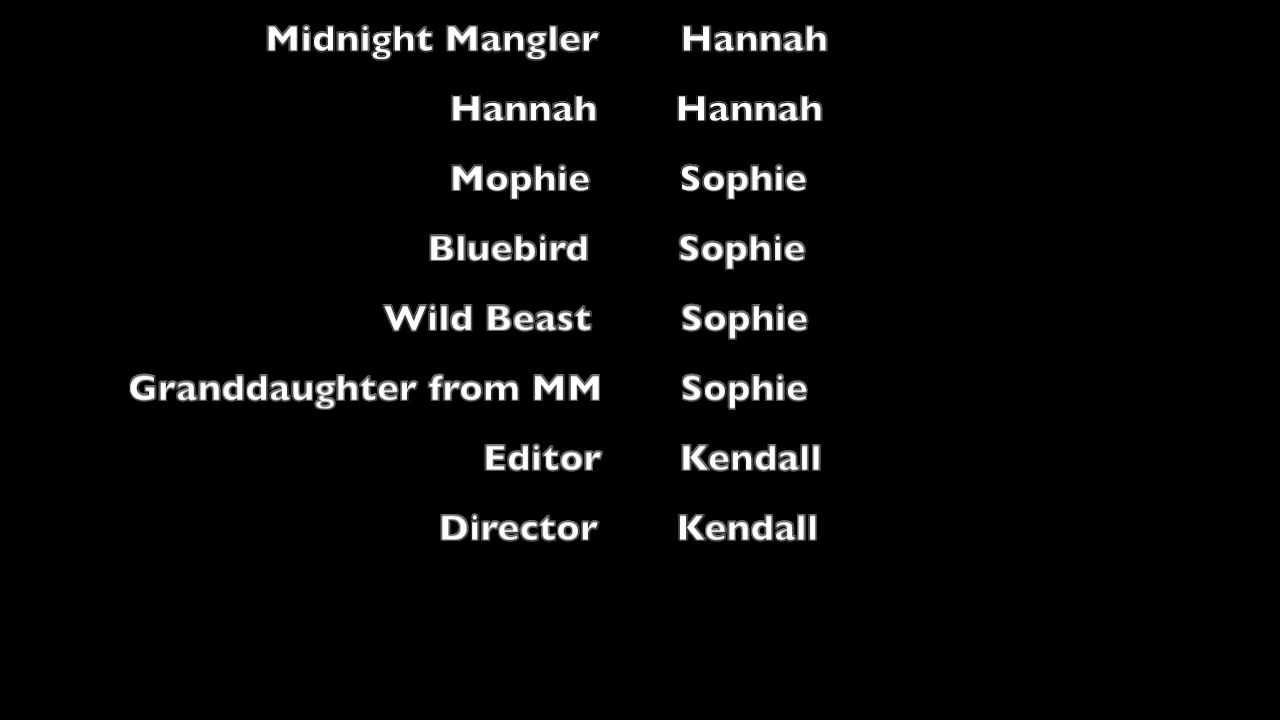 Midnight Mangler Hannah
Hannah Hannah
Mophie Sophie
Bluebird Sophie
Wild Beast Sophie
Granddaughter from MM Sophie
Editor Kendall
Director Kendall